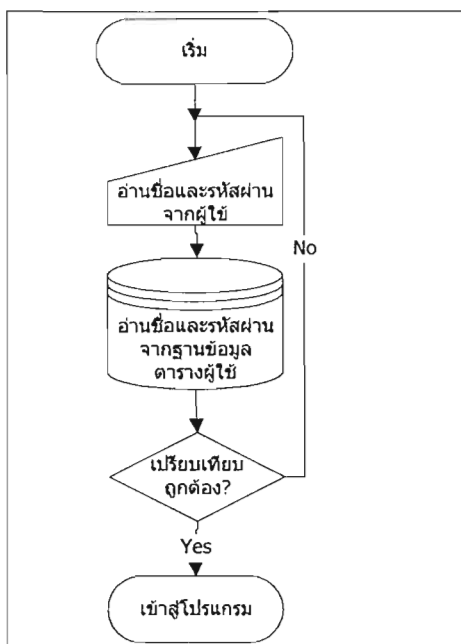 เริ่ม
อ่านชื่อและรหัสผ่าน
จากผู้ใช้
No
อ่านชื่อและรหัสผ่าน
จากฐานข้อมูล
ตารางผู้ใช้
เปรียบเทียบ
ถูกต้อง?
Yes
เข้าสู่โปรแกรม